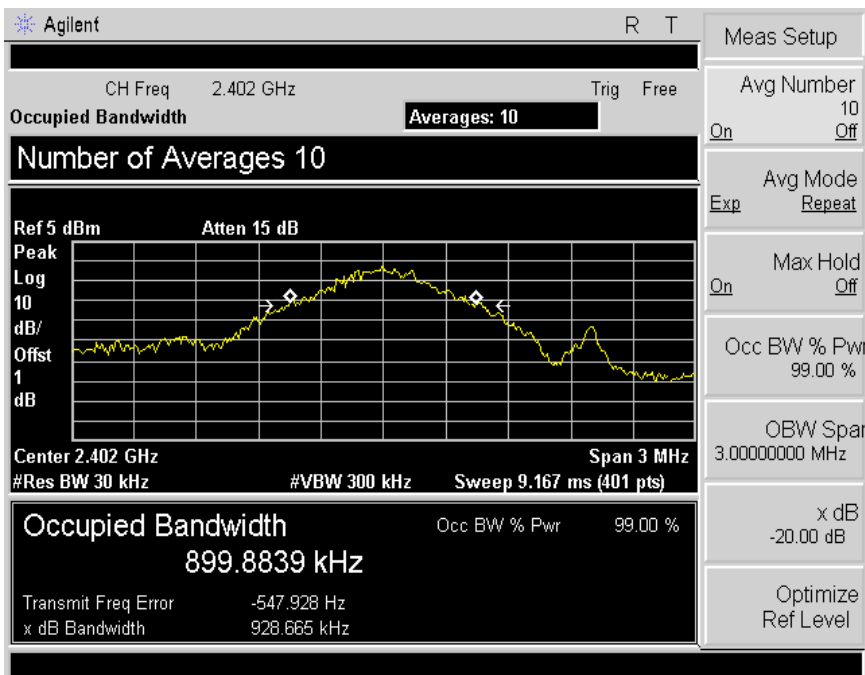 Agilent R T
CH Freq 2.402 GHz Trig Free
Occupied Bandwidth Averages: 10
Number of Averages 10
Ref 5 dBm Atten 15 dB
Peak
Log
10
dB/
Offst
1
dB
Center 2.402 GHz Span 3 MHz
#Res BW 30 kHz #VBW 300 kHz Sweep 9.167 ms (401 pts)
Occupied Bandwidth Occ BW % Pwr 99.00 %
899.8839 kHz
Transmit Freq Error -547.928 Hz
x dB Bandwidth 928.665 kHz
Meas Setup
Avg Number
10
On Off
Avg Mode
Exp Repeat
Max Hold
On Off
Occ BW % Pwr
99.00 %
OBW Span
3.00000000 MHz
x dB
-20.00 dB
Optimize
Ref Level